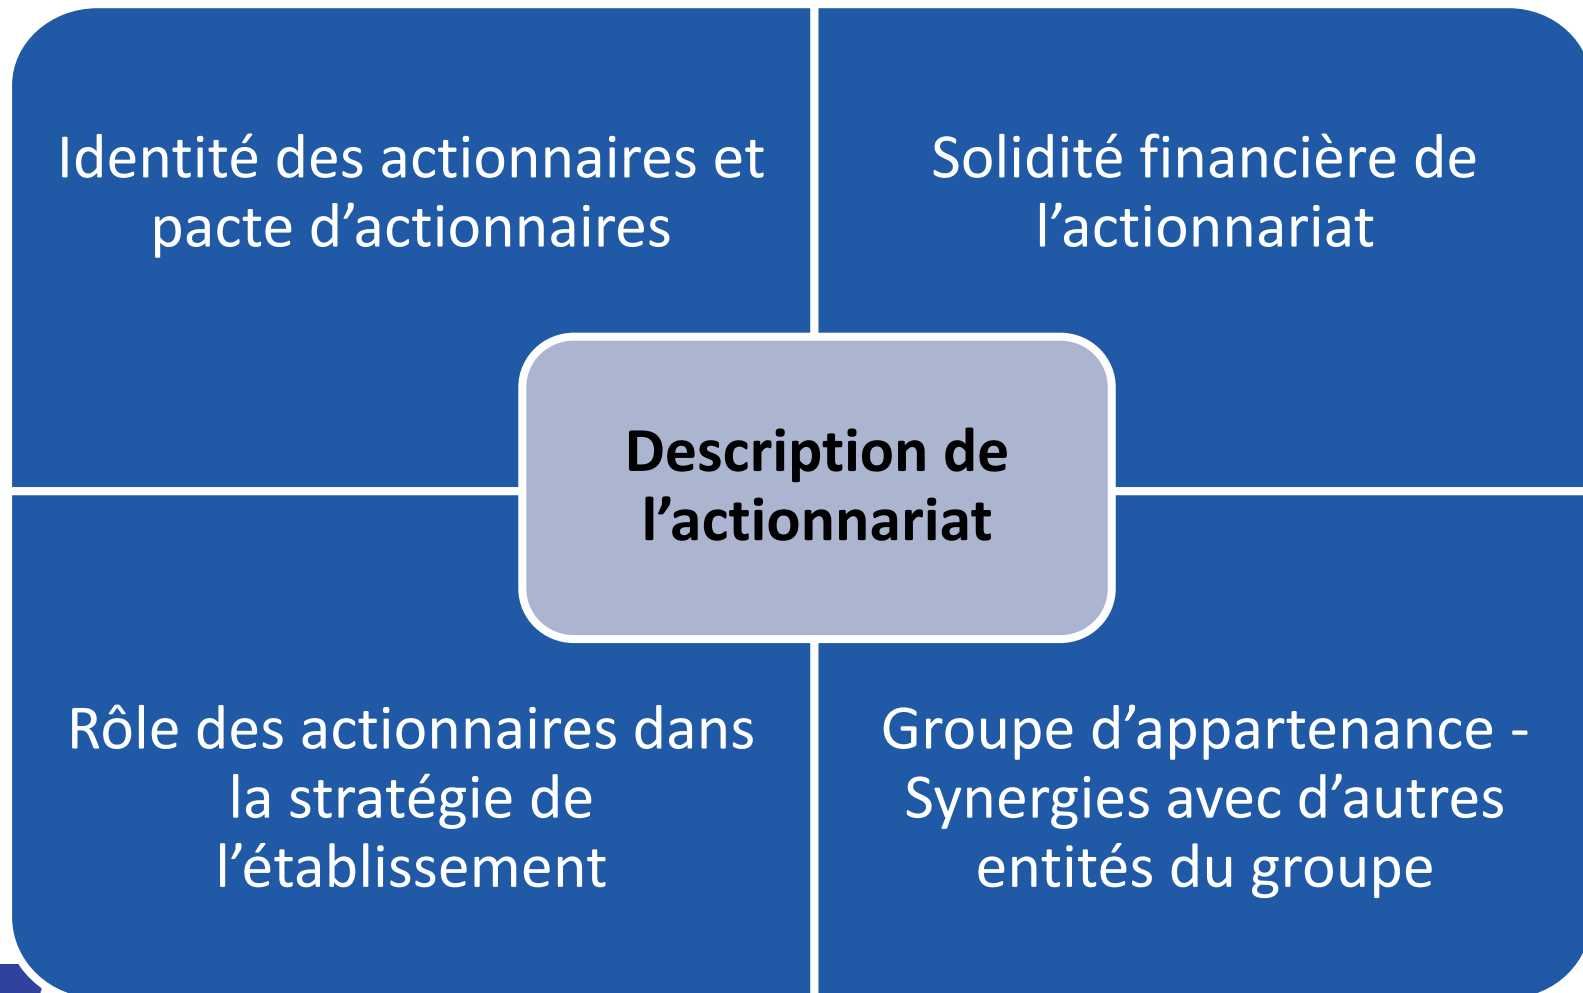 Identité des actionnaires et
pacte d’actionnaires
Solidité financière de
l’actionnariat
Description de
l’actionnariat
Rôle des actionnaires dans
la stratégie de
l’établissement
Groupe d’appartenance -
Synergies avec d’autres
entités du groupe